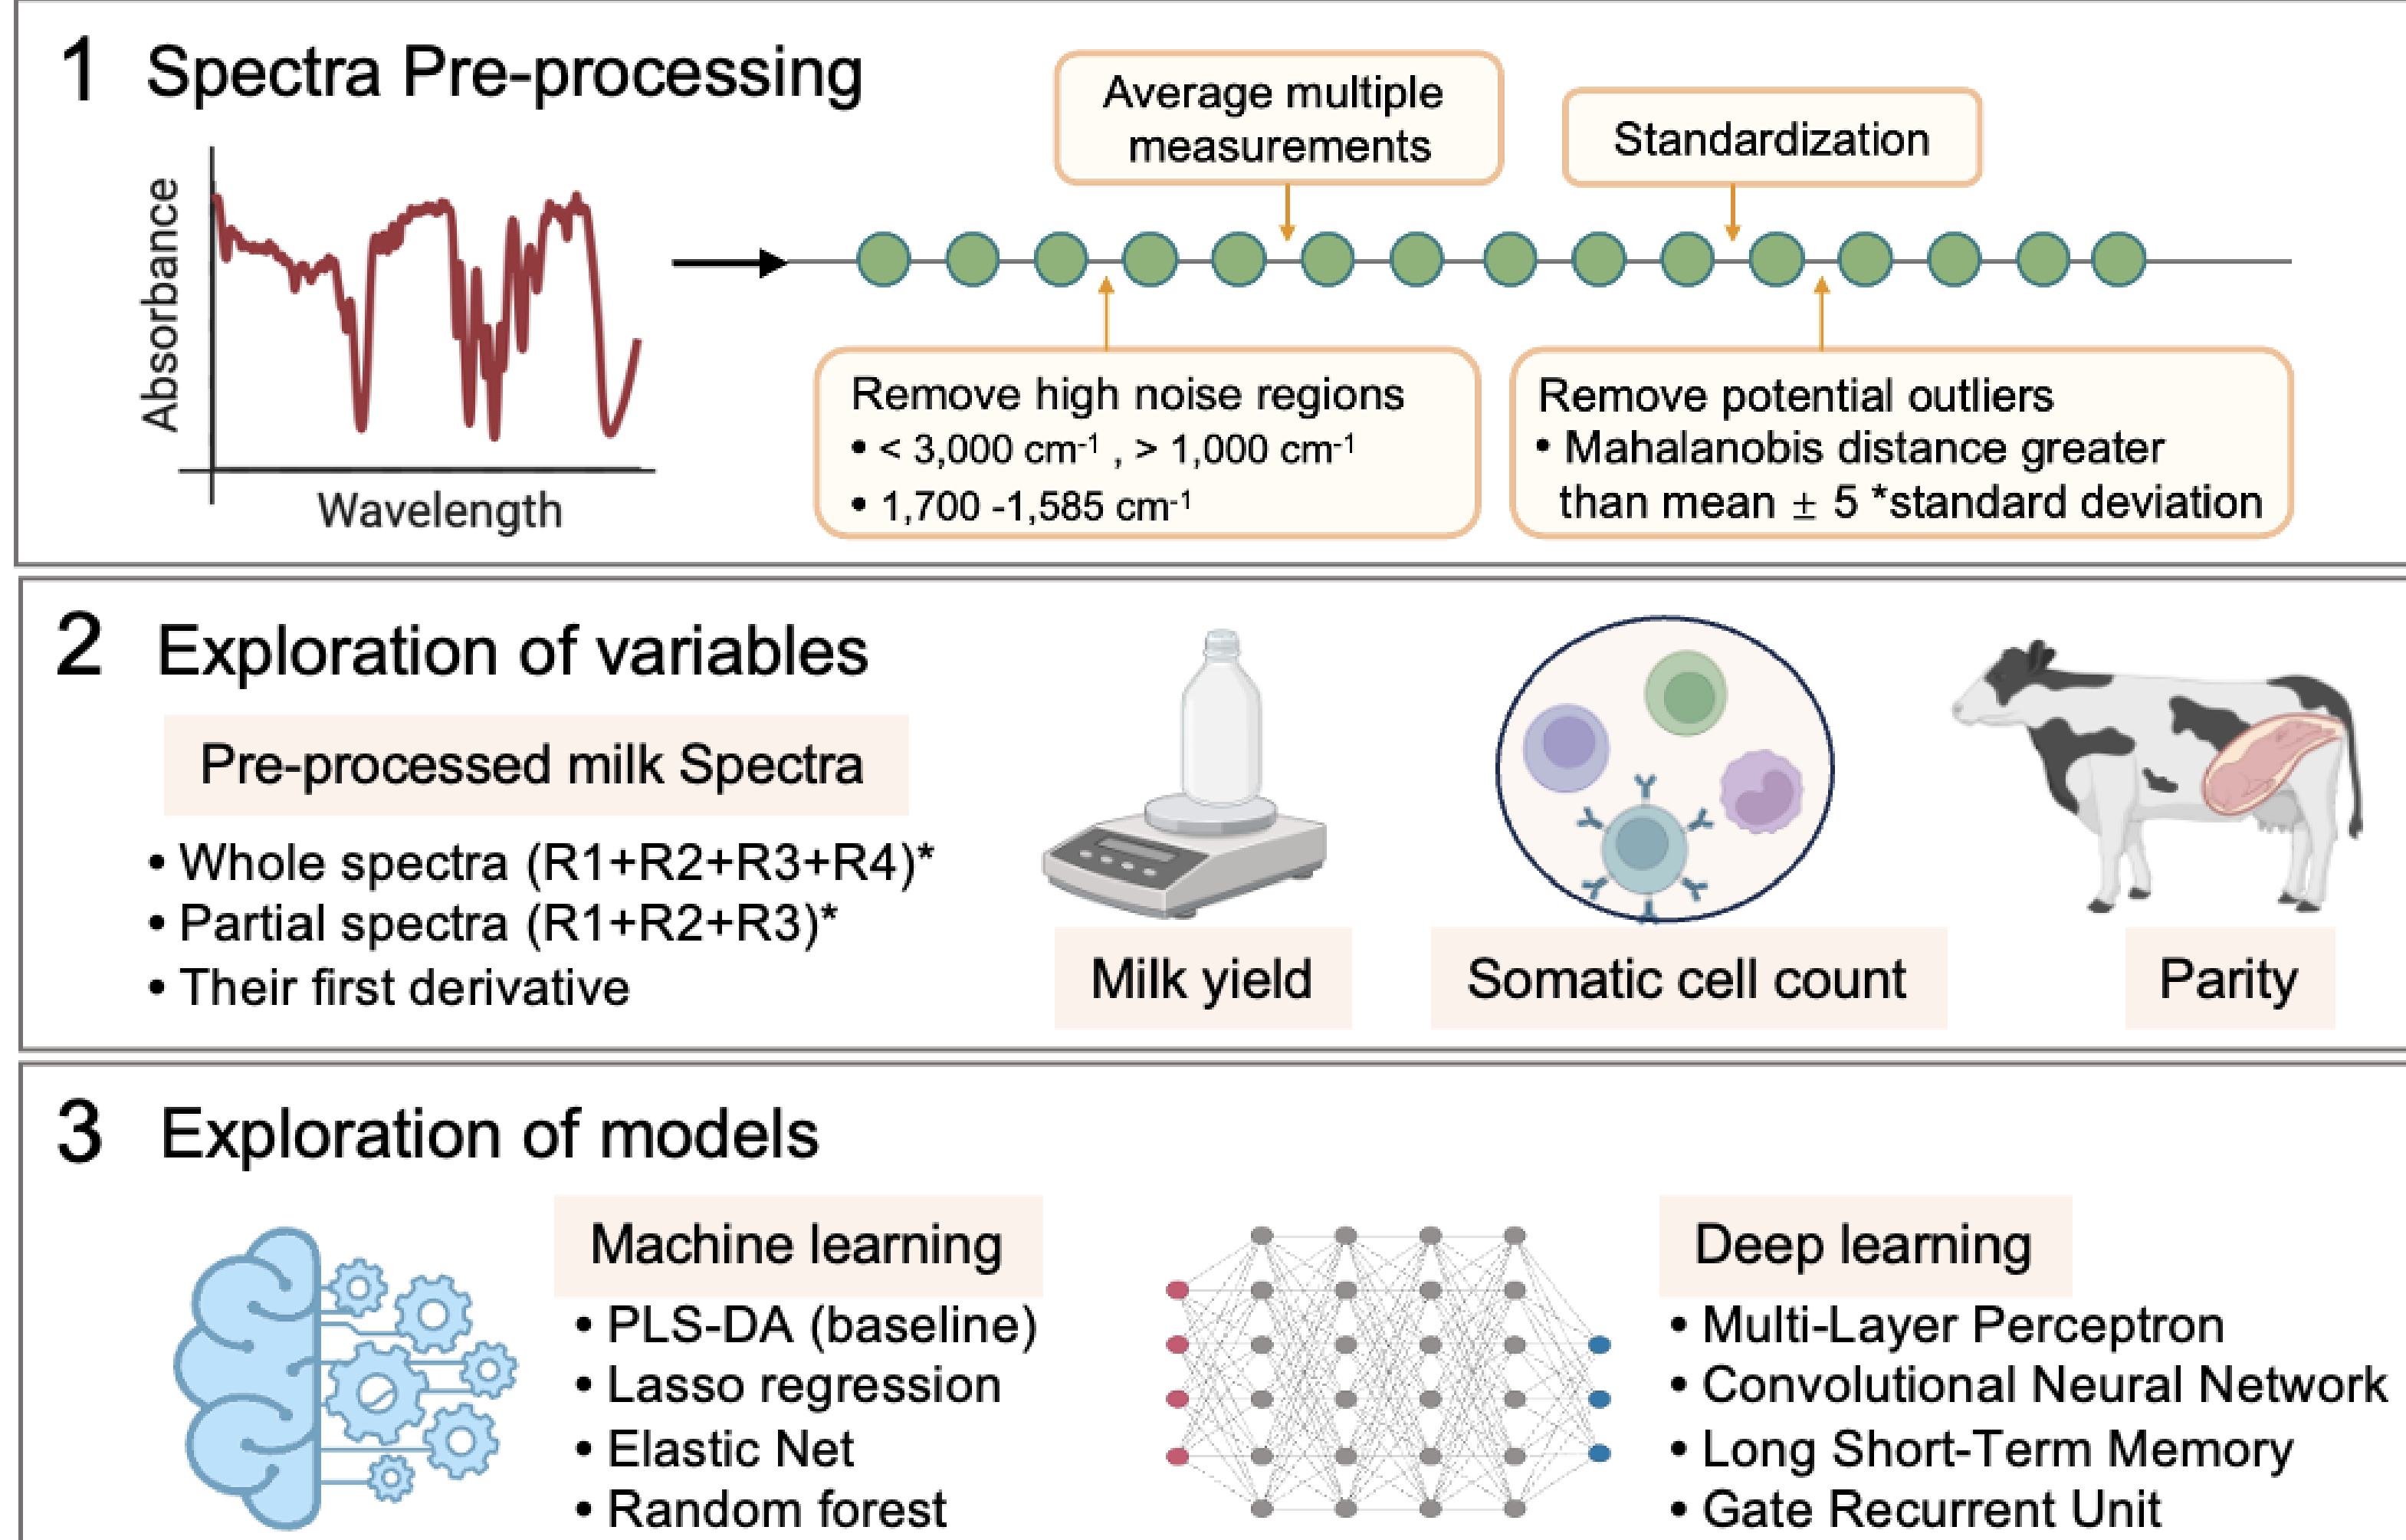 1 Spectra Pre-processing
Absorbance
Wavelength
Average multiple
measurements
Standardization
Remove high noise regions
• < 3,000 cm⁻¹ , > 1,000 cm⁻¹
• 1,700 -1,585 cm⁻¹
Remove potential outliers
• Mahalanobis distance greater
than mean ± 5 *standard deviation
2 Exploration of variables
Pre-processed milk Spectra
• Whole spectra (R1+R2+R3+R4)*
• Partial spectra (R1+R2+R3)*
• Their first derivative
Milk yield
Somatic cell count
Parity
3 Exploration of models
Machine learning
• PLS-DA (baseline)
• Lasso regression
• Elastic Net
• Random forest
Deep learning
• Multi-Layer Perceptron
• Convolutional Neural Network
• Long Short-Term Memory
• Gate Recurrent Unit